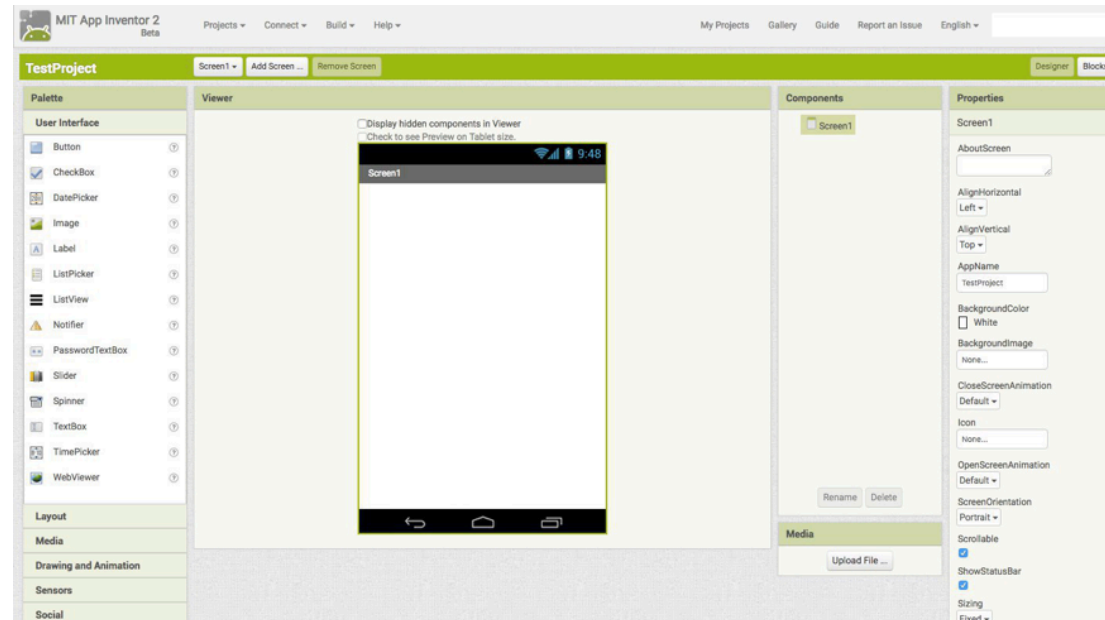 MIT App Inventor 2
Beta
Projects Connect Build Help My Projects Gallery Guide Report an Issue English
TestProject Screen1 Add Screen ... Remove Screen Designer Blocks
Palette
User Interface
Button
CheckBox
DatePicker
Image
Label
ListPicker
ListView
Notifier
PasswordTextBox
Slider
Spinner
TextBox
TimePicker
WebViewer
Layout
Media
Drawing and Animation
Sensors
Social
Viewer
Display hidden components in Viewer
Check to see Preview on Tablet size.
9:48
Screen1
Components
Screen1
Rename Delete
Media
Upload File ...
Properties
Screen1
AboutScreen
AlignHorizontal
Left
AlignVertical
Top
AppName
TestProject
BackgroundColor
White
BackgroundImage
None...
CloseScreenAnimation
Default
Icon
None...
OpenScreenAnimation
Default
ScreenOrientation
Portrait
Scrollable
ShowStatusBar
Sizing
Fixed